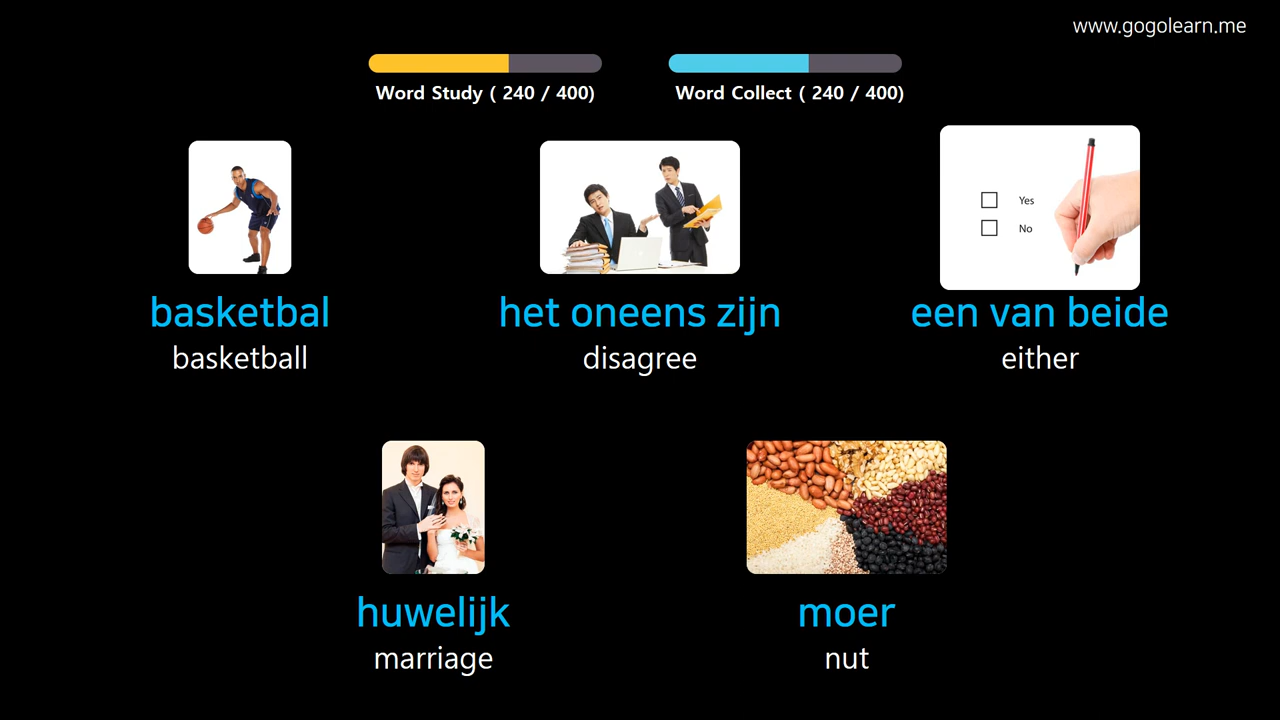 www.gogolearn.me
Word Study ( 240 / 400)
Word Collect ( 240 / 400)
Yes
No
basketbal
basketball
het oneens zijn
disagree
een van beide
either
huwelijk
marriage
moer
nut